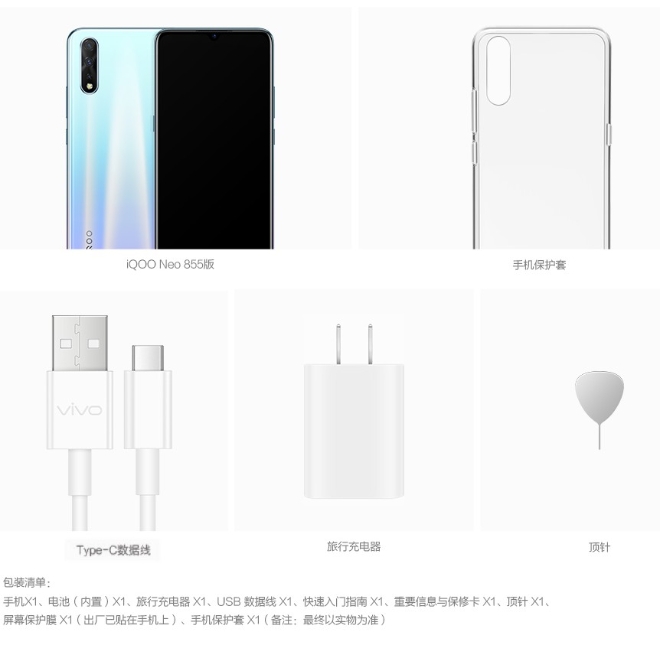 iQOO
iQOO Neo 855版
手机保护套
vivo
Type-C数据线
旅行充电器
顶针
包装清单：
手机X1、电池（内置）X1、旅行充电器 X1、USB 数据线 X1、快速入门指南 X1、重要信息与保修卡 X1、顶针 X1、
屏幕保护膜 X1（出厂已贴在手机上）、手机保护套 X1（备注：最终以实物为准）